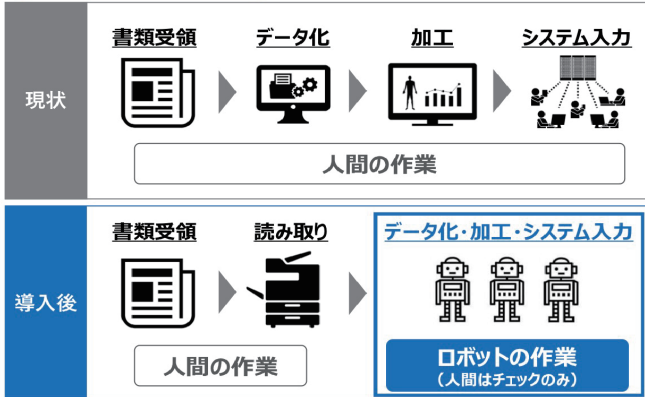 書類受領
データ化
加工
システム入力
現状
人間の作業
書類受領
読み取り
データ化・加工・システム入力
導入後
人間の作業
ロボットの作業
（人間はチェックのみ）